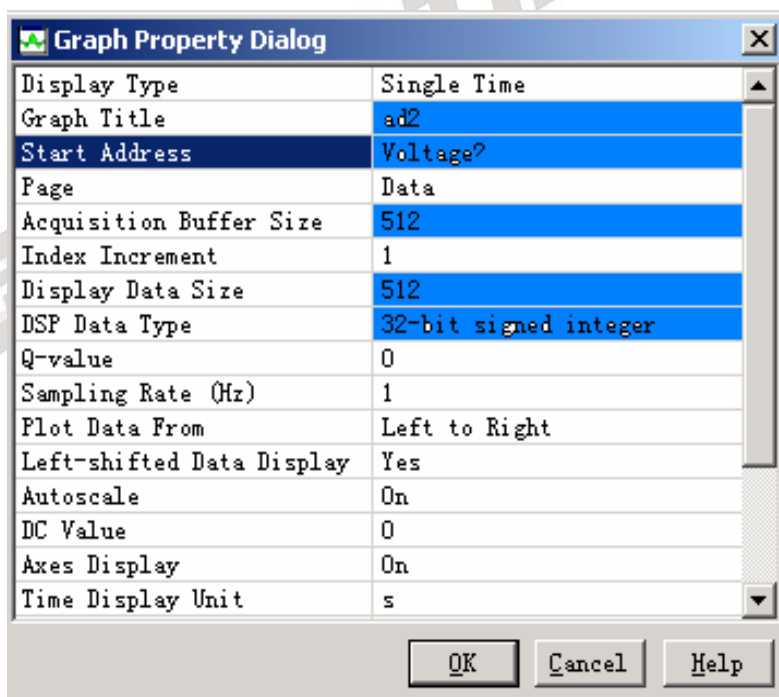 Graph Property Dialog
Display Type Single Time
Graph Title ad2
Start Address Voltage?
Page Data
Acquisition Buffer Size 512
Index Increment 1
Display Data Size 512
DSP Data Type 32-bit signed integer
Q-value 0
Sampling Rate (Hz) 1
Plot Data From Left to Right
Left-shifted Data Display Yes
Autoscale On
DC Value 0
Axes Display On
Time Display Unit s
OK Cancel Help